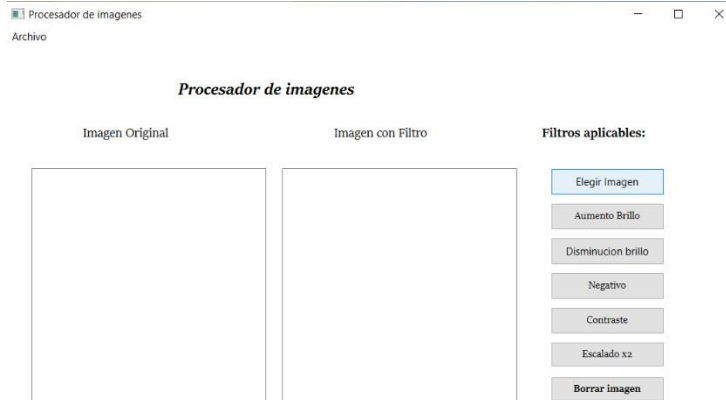 Procesador de imagenes
Archivo
Procesador de imagenes
Imagen Original
Imagen con Filtro
Filtros aplicables:
Elegir Imagen
Aumento Brillo
Disminucion brillo
Negativo
Contraste
Escalado x2
Borrar imagen